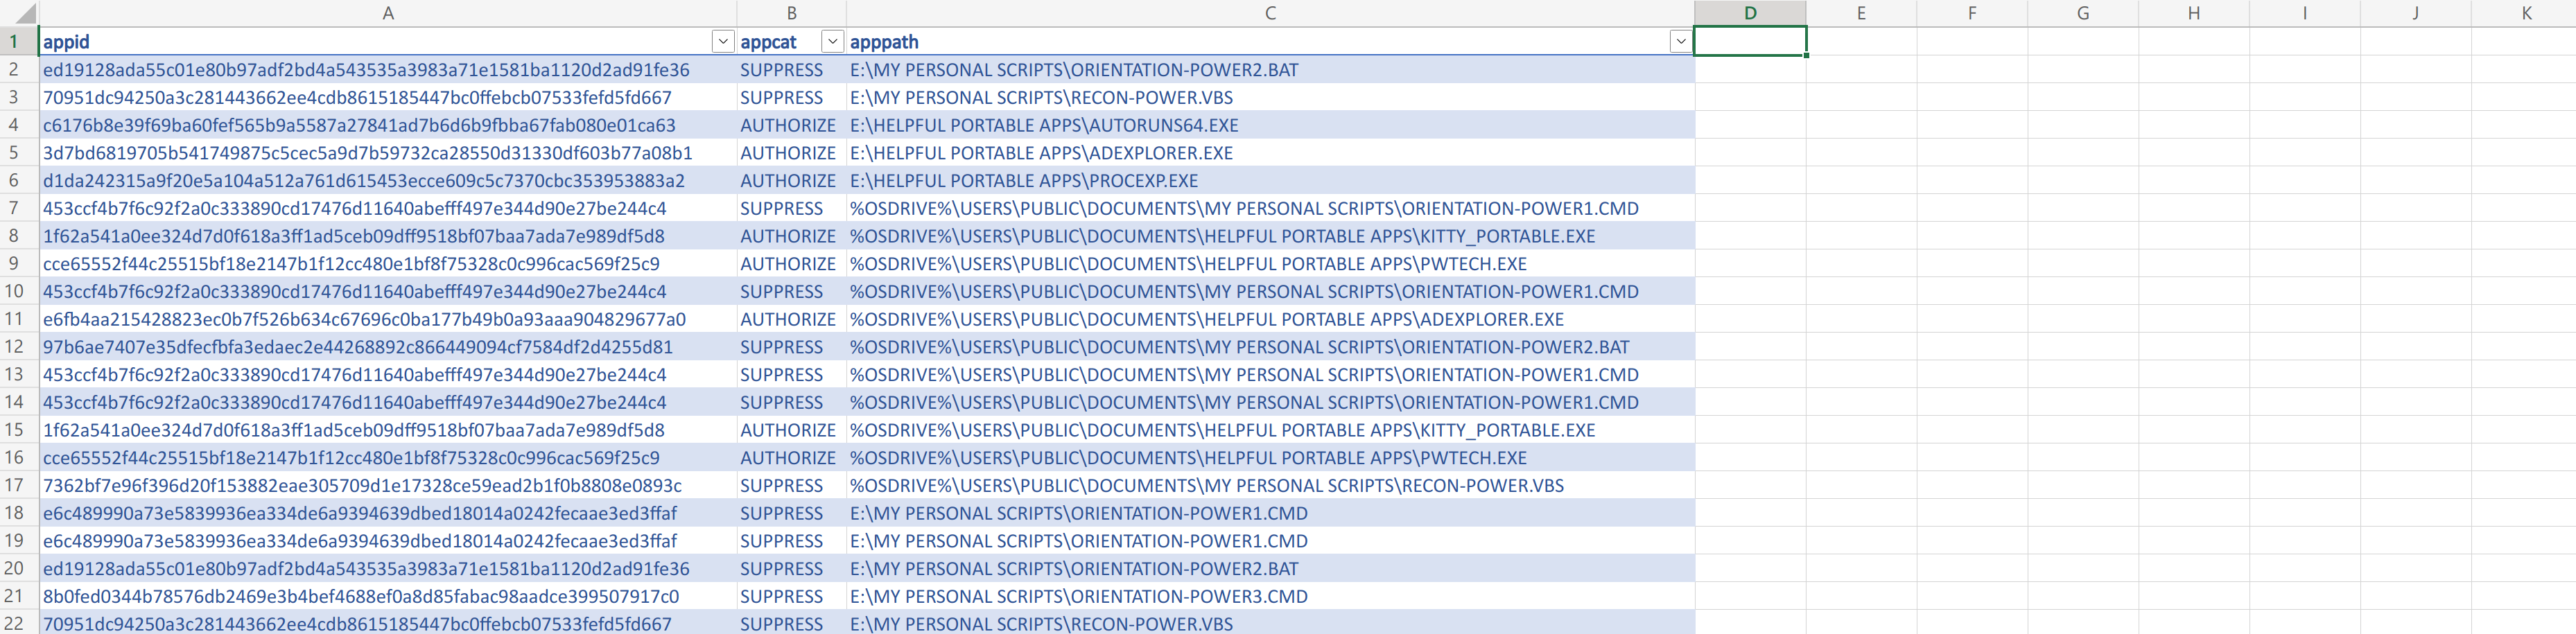 A B C D E F G H I J K
1 appid appcat apppath
2 ed19128ada55c01e80b97adf2bd4a543535a3983a71e1581ba1120d2ad91fe36 SUPPRESS E:\MY PERSONAL SCRIPTS\ORIENTATION-POWER2.BAT
3 70951dc94250a3c281443662ee4cdb8615185447bc0ffebcb07533fefd5fd667 SUPPRESS E:\MY PERSONAL SCRIPTS\RECON-POWER.VBS
4 c6176b8e39f69ba60fef565b9a5587a27841ad7b6d6b9fbba67fab080e01ca63 AUTHORIZE E:\HELPFUL PORTABLE APPS\AUTORUNS64.EXE
5 3d7bd6819705b541749875c5cec5a9d7b59732ca28550d31330df603b77a08b1 AUTHORIZE E:\HELPFUL PORTABLE APPS\ADEXPLORER.EXE
6 d1da242315a9f20e5a104a512a761d615453ecce609c5c7370cbc353953883a2 AUTHORIZE E:\HELPFUL PORTABLE APPS\PROCEXP.EXE
7 453ccf4b7f6c92f2a0c333890cd17476d11640abefff497e344d90e27be244c4 SUPPRESS %OSDRIVE%\USERS\PUBLIC\DOCUMENTS\MY PERSONAL SCRIPTS\ORIENTATION-POWER1.CMD
8 1f62a541a0ee324d7d0f618a3ff1ad5ceb09dff9518bf07baa7ada7e989df5d8 AUTHORIZE %OSDRIVE%\USERS\PUBLIC\DOCUMENTS\HELPFUL PORTABLE APPS\KITTY_PORTABLE.EXE
9 cce65552f44c25515bf18e2147b1f12cc480e1bf8f75328c0c996cac569f25c9 AUTHORIZE %OSDRIVE%\USERS\PUBLIC\DOCUMENTS\HELPFUL PORTABLE APPS\PWTECH.EXE
10 453ccf4b7f6c92f2a0c333890cd17476d11640abefff497e344d90e27be244c4 SUPPRESS %OSDRIVE%\USERS\PUBLIC\DOCUMENTS\MY PERSONAL SCRIPTS\ORIENTATION-POWER1.CMD
11 e6fb4aa215428823ec0b7f526b634c67696c0ba177b49b0a93aaa904829677a0 AUTHORIZE %OSDRIVE%\USERS\PUBLIC\DOCUMENTS\HELPFUL PORTABLE APPS\ADEXPLORER.EXE
12 97b6ae7407e35dfecfbfa3edaec2e44268892c866449094cf7584df2d4255d81 SUPPRESS %OSDRIVE%\USERS\PUBLIC\DOCUMENTS\MY PERSONAL SCRIPTS\ORIENTATION-POWER2.BAT
13 453ccf4b7f6c92f2a0c333890cd17476d11640abefff497e344d90e27be244c4 SUPPRESS %OSDRIVE%\USERS\PUBLIC\DOCUMENTS\MY PERSONAL SCRIPTS\ORIENTATION-POWER1.CMD
14 453ccf4b7f6c92f2a0c333890cd17476d11640abefff497e344d90e27be244c4 SUPPRESS %OSDRIVE%\USERS\PUBLIC\DOCUMENTS\MY PERSONAL SCRIPTS\ORIENTATION-POWER1.CMD
15 1f62a541a0ee324d7d0f618a3ff1ad5ceb09dff9518bf07baa7ada7e989df5d8 AUTHORIZE %OSDRIVE%\USERS\PUBLIC\DOCUMENTS\HELPFUL PORTABLE APPS\KITTY_PORTABLE.EXE
16 cce65552f44c25515bf18e2147b1f12cc480e1bf8f75328c0c996cac569f25c9 AUTHORIZE %OSDRIVE%\USERS\PUBLIC\DOCUMENTS\HELPFUL PORTABLE APPS\PWTECH.EXE
17 7362bf7e96f396d20f153882eae305709d1e17328ce59ead2b1f0b8808e0893c SUPPRESS %OSDRIVE%\USERS\PUBLIC\DOCUMENTS\MY PERSONAL SCRIPTS\RECON-POWER.VBS
18 e6c489990a73e5839936ea334de6a9394639dbed18014a0242fecaae3ed3ffaf SUPPRESS E:\MY PERSONAL SCRIPTS\ORIENTATION-POWER1.CMD
19 e6c489990a73e5839936ea334de6a9394639dbed18014a0242fecaae3ed3ffaf SUPPRESS E:\MY PERSONAL SCRIPTS\ORIENTATION-POWER1.CMD
20 ed19128ada55c01e80b97adf2bd4a543535a3983a71e1581ba1120d2ad91fe36 SUPPRESS E:\MY PERSONAL SCRIPTS\ORIENTATION-POWER2.BAT
21 8b0fed0344b78576db2469e3b4bef4688ef0a8d85fabac98aadce399507917c0 SUPPRESS E:\MY PERSONAL SCRIPTS\ORIENTATION-POWER3.CMD
22 70951dc94250a3c281443662ee4cdb8615185447bc0ffebcb07533fefd5fd667 SUPPRESS E:\MY PERSONAL SCRIPTS\RECON-POWER.VBS